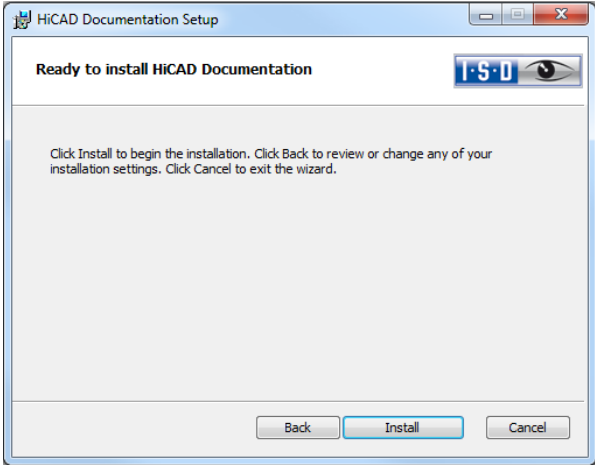 HiCAD Documentation Setup
Ready to install HiCAD Documentation
I·S·D
Click Install to begin the installation. Click Back to review or change any of your
installation settings. Click Cancel to exit the wizard.
Back
Install
Cancel